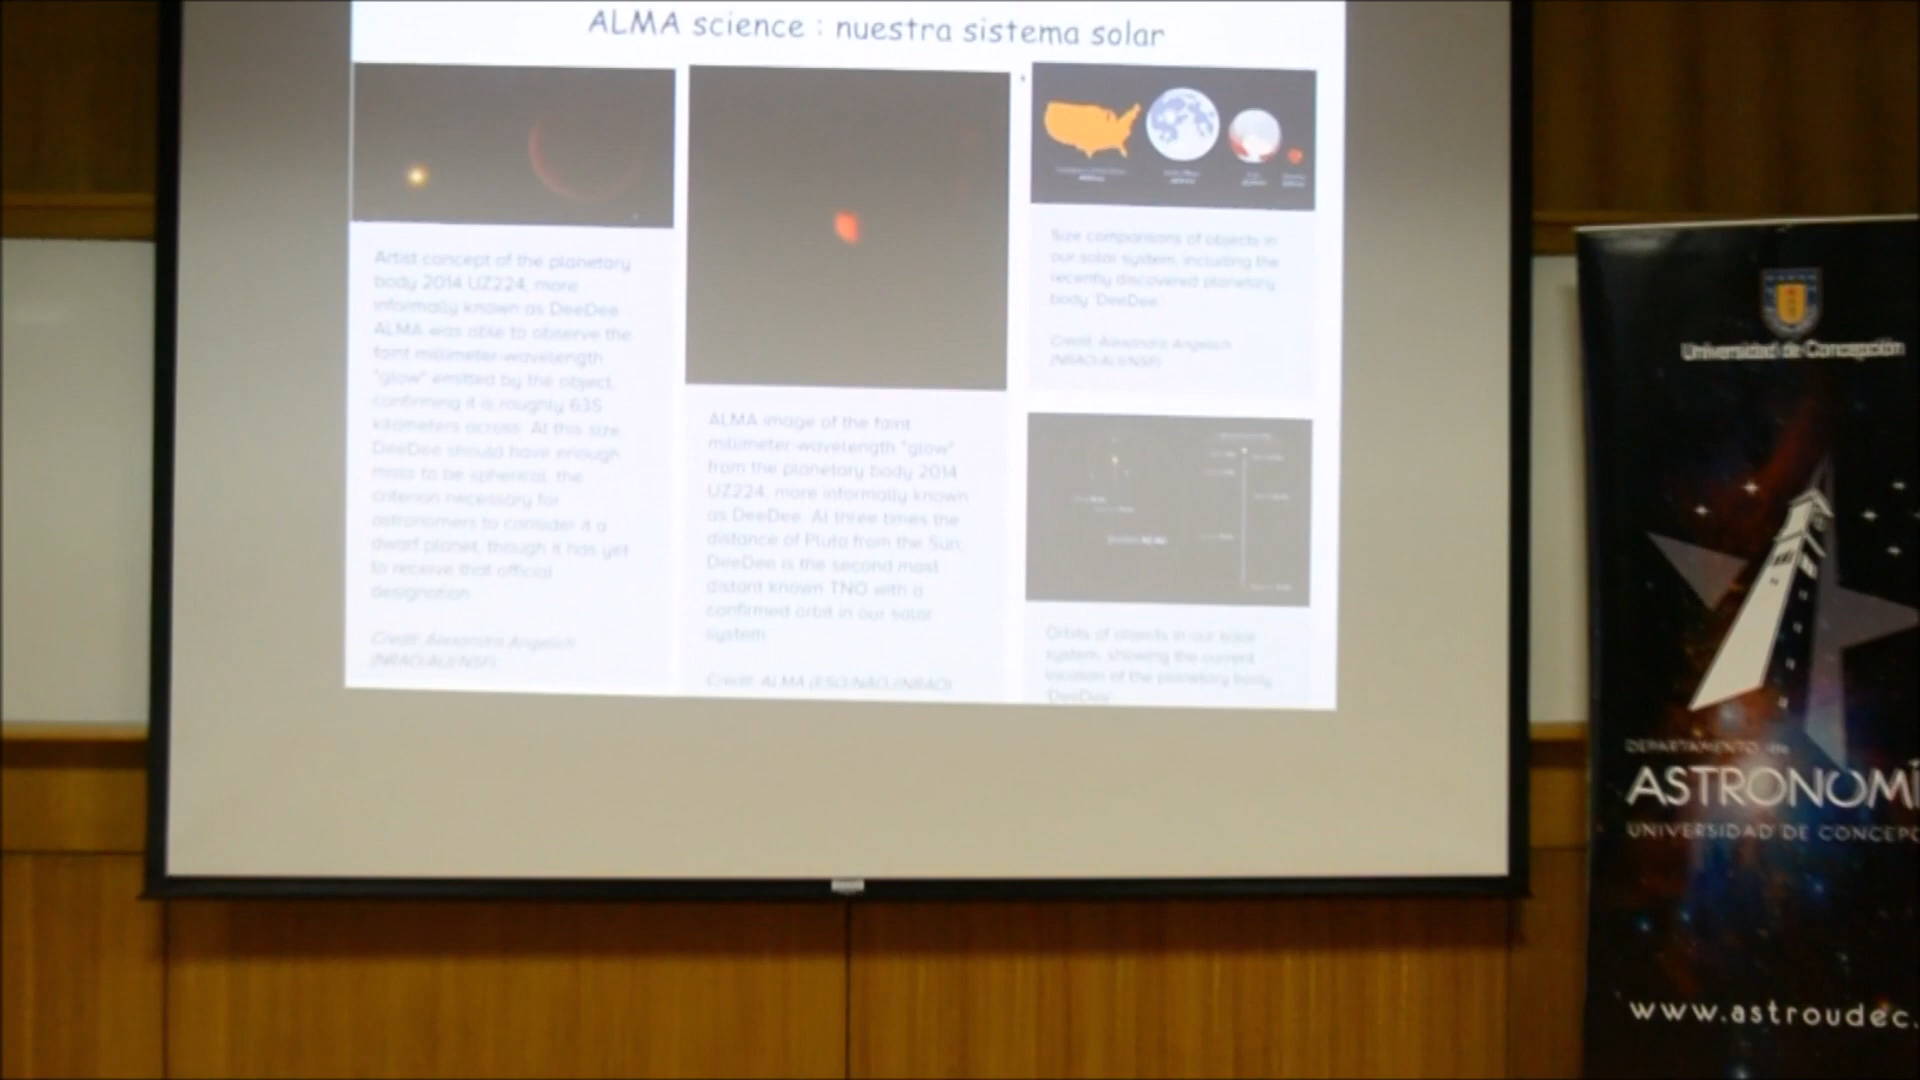 ALMA science : nuestra sistema solar
Artist concept of the planetary
body 2014 UZ224, more
informally known as DeeDee.
ALMA was able to observe the
faint millimeter-wavelength
"glow" emitted by the object,
confirming it is roughly 635
kilometers across. At this size,
DeeDee should have enough
mass to be spherical, the
criterion necessary for
astronomers to consider it a
dwarf planet, though it has yet
to receive that official
designation.
Credit: Alexandra Angelich
(NRAO/AUI/NSF)
ALMA image of the faint
millimeter-wavelength "glow"
from the planetary body 2014
UZ224, more informally known
as DeeDee. At three times the
distance of Pluto from the Sun,
DeeDee is the second most
distant known TNO with a
confirmed orbit in our solar
system.
Credit: ALMA (ESO/NAOJ/NRAO)
Size comparisons of objects in
our solar system, including the
recently discovered planetary
body 'DeeDee'.
Credit: Alexandra Angelich
(NRAO/AUI/NSF)
Orbits of objects in our solar
system, showing the current
location of the planetary body
'DeeDee'
Universidad de Concepción
DEPARTAMENTO de
ASTRONOMÍ
UNIVERSIDAD DE CONCEPC
www.astroudec.